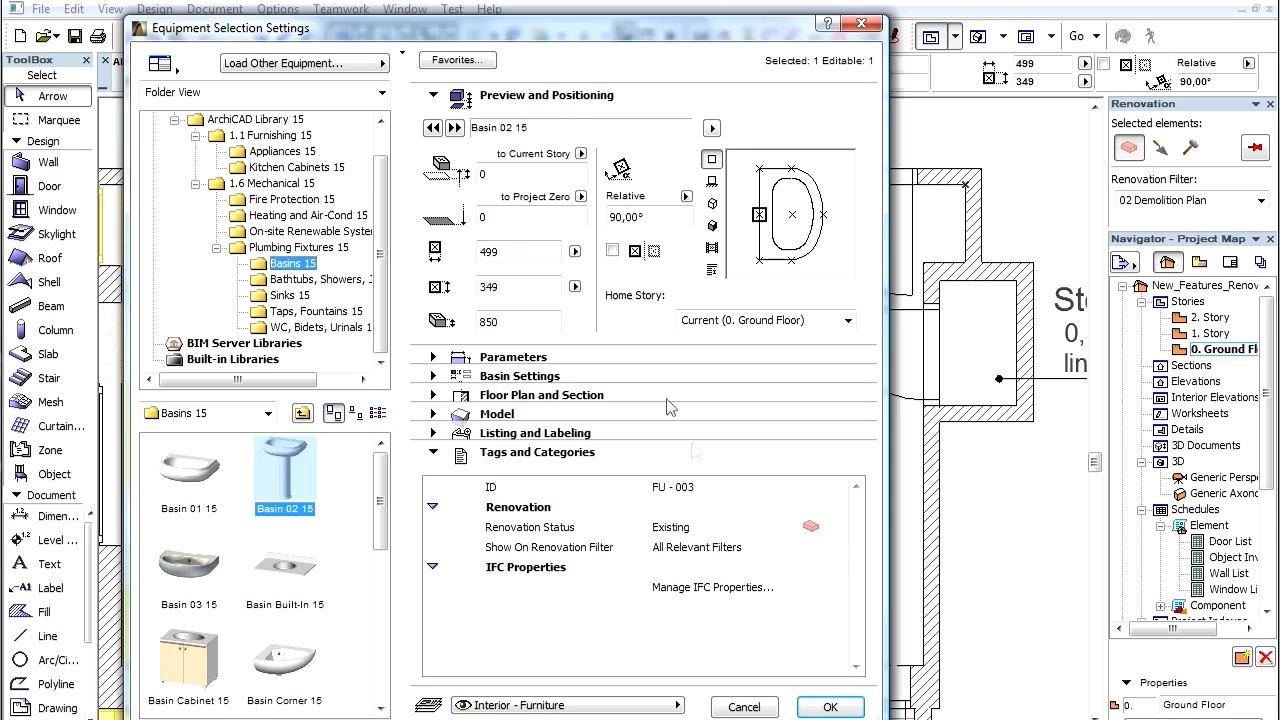 File Edit View Design Document Options Teamwork Window Test Help
Equipment Selection Settings
Go
ToolBox
Select
Arrow
Marquee
Design
Wall
Door
Window
Skylight
Roof
Shell
Beam
Column
Slab
Stair
Mesh
Curtain...
Zone
Object
Document
Dimen...
Level ...
Text
Label
Fill
Line
Arc/Ci...
Polyline
Drawing
Load Other Equipment...
Folder View
ArchiCAD Library 15
1.1 Furnishing 15
Appliances 15
Kitchen Cabinets 15
1.6 Mechanical 15
Fire Protection 15
Heating and Air-Cond 15
On-site Renewable Syste
Plumbing Fixtures 15
Basins 15
Bathtubs, Showers, J
Sinks 15
Taps, Fountains 15
WC, Bidets, Urinals 1
BIM Server Libraries
Built-in Libraries
Basins 15
Basin 01 15
Basin 02 15
Basin 03 15
Basin Built-In 15
Basin Cabinet 15
Basin Corner 15
Favorites...
Selected: 1 Editable: 1
Preview and Positioning
Basin 02 15
to Current Story
0
to Project Zero
0
499
349
850
Relative
90,00°
Home Story:
Current (0. Ground Floor)
Parameters
Basin Settings
Floor Plan and Section
Model
Listing and Labeling
Tags and Categories
ID FU - 003
Renovation
Renovation Status Existing
Show On Renovation Filter All Relevant Filters
IFC Properties
Manage IFC Properties...
Interior - Furniture
Cancel
OK
499
349
Relative
90,00°
0,
lin
Renovation
Selected elements:
Renovation Filter:
02 Demolition Plan
Navigator - Project Map
New_Features_Renov
Stories
2. Story
1. Story
0. Ground Fl
Sections
Elevations
Interior Elevations
Worksheets
Details
3D Documents
3D
Generic Persp
Generic Axono
Schedules
Element
Door List
Object Inv
Wall List
Window Li
Component
Properties
0. Ground Floor